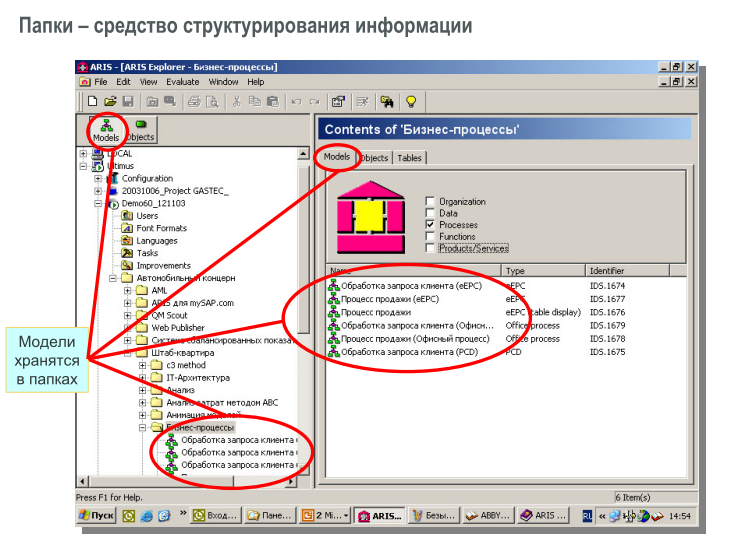 Папки – средство структурирования информации
ARIS - [ARIS Explorer - Бизнес-процессы]
File Edit View Evaluate Window Help
Models Objects
Contents of 'Бизнес-процессы'
LOCAL
Ultimus
Configuration
20031006_Project GASTEC_
Demo60_121103
Users
Font Formats
Languages
Tasks
Improvements
Автомобильный концерн
AML
ARIS для mySAP.com
QM Scout
Web Publisher
Система сбалансированных показа
Штаб-квартира
c3 method
IT-Архитектура
Анализ
Анализ затрат методом ABC
Анимация моделей
Бизнес-процессы
Обработка запроса клиента
Обработка запроса клиента
Обработка запроса клиента
Models Objects Tables
Organization
Data
Processes
Functions
Products/Services
Name Type Identifier
Обработка запроса клиента (eEPC) eEPC IDS.1674
Процесс продажи (eEPC) eEPC IDS.1677
Процесс продажи eEPC (table display) IDS.1676
Обработка запроса клиента (Офисн... Office process IDS.1679
Процесс продажи (Офисный процесс) Office process IDS.1678
Обработка запроса клиента (PCD) PCD IDS.1675
Модели
хранятся
в папках
Press F1 for Help. 6 Item(s)
Пуск » Вход... Пане... 2 Mi... ARIS... Безы... ABBY... ARIS ... RU « 14:54